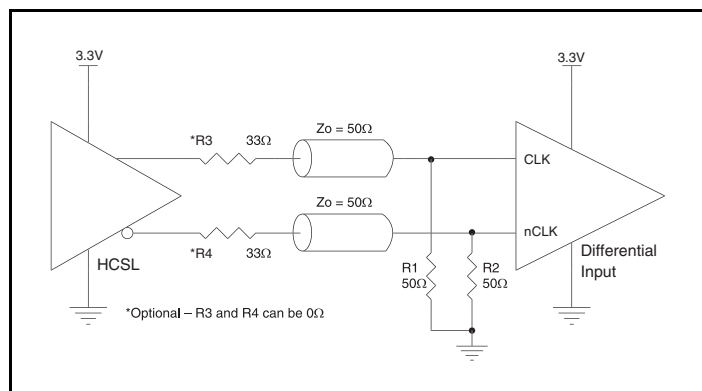 3.3V
3.3V
*R3 33Ω
Zo = 50Ω
CLK
Zo = 50Ω
nCLK
*R4 33Ω
HCSL
R1
50Ω
R2
50Ω
Differential
Input
*Optional – R3 and R4 can be 0Ω